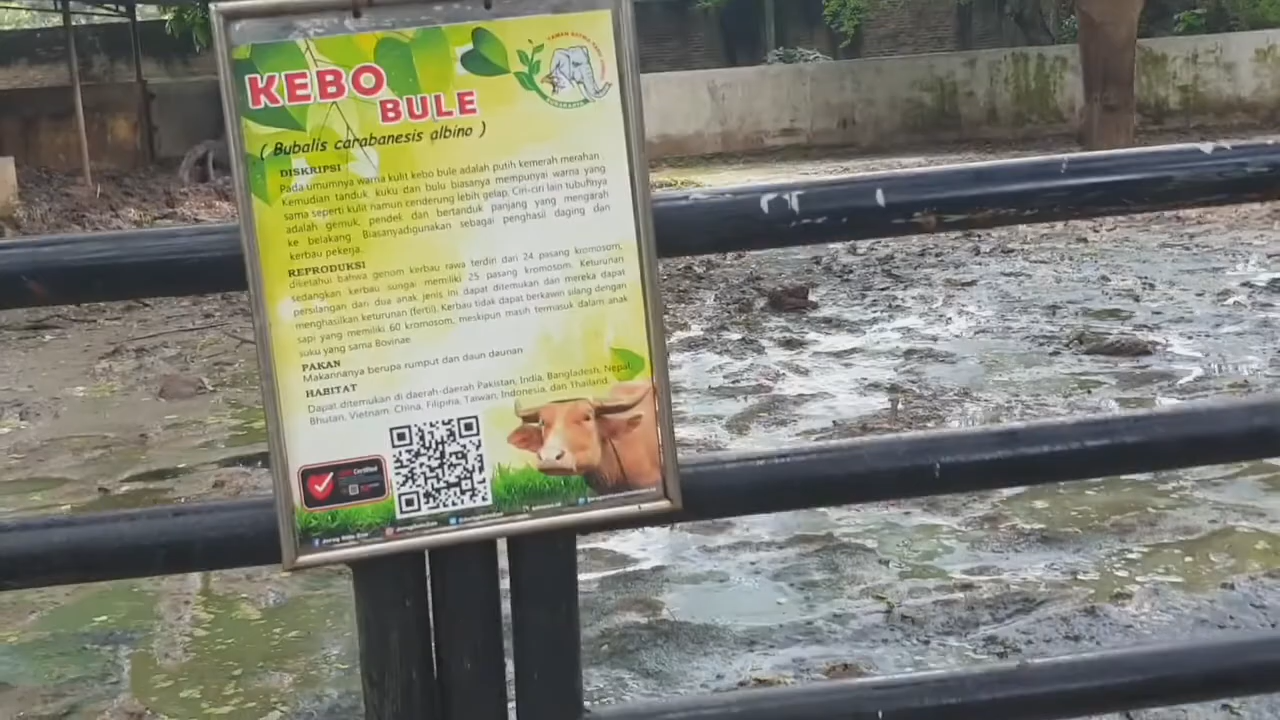 KEBO
BULE
( Bubalis carabanesis albino )
DISKRIPSI
Pada umumnya warna kulit kebo bule adalah putih kemerah merahan.
Kemudian tanduk, kuku dan bulu biasanya mempunyai warna yang
sama seperti kulit namun cenderung lebih gelap. Ciri-ciri lain tubuhnya
adalah gemuk, pendek dan bertanduk panjang yang mengarah
ke belakang. Biasanyadigunakan sebagai penghasil daging dan
kerbau pekerja.
REPRODUKSI
disetahui bahwa genom kerbau rawa terdiri dari 24 pasang kromosom,
sedangkan kerbau sungai memiliki 25 pasang kromosom. Keturunan
persilangan dari dua anak jenis ini dapat ditemukan dan mereka dapat
menghasilkan keturunan (fertil). Kerbau tidak dapat berkawin silang dengan
sapi yang memiliki 60 kromosom, meskipun masih termasuk dalam anak
suku yang sama Bovinae
PAKAN
Makannanya berupa rumput dan daun daunan
HABITAT
Dapat ditemukan di daerah-daerah Pakistan, India, Bangladesh, Nepal,
Bhutan, Vietnam, China, Filipina, Taiwan, Indonesia, dan Thailand.
SURAKARTA
Certified